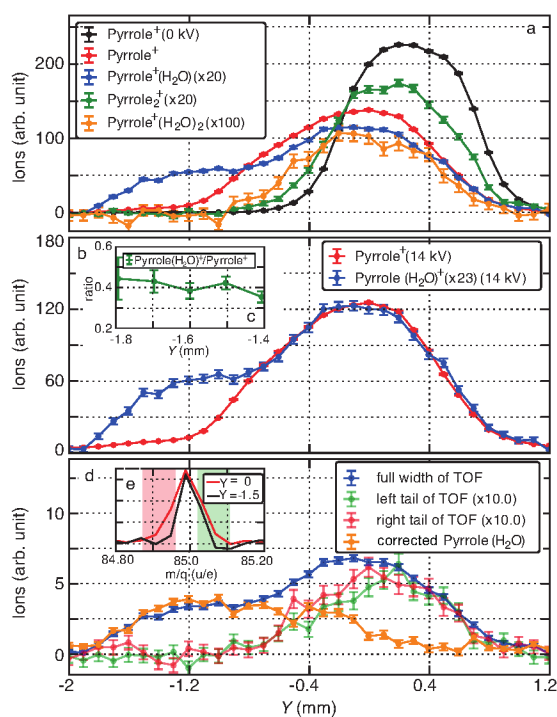 a
Pyrrole+(0 kV)
Pyrrole+
Pyrrole+(H2O)(x20)
Pyrrole2+(x20)
Pyrrole+(H2O)2(x100)
200
150
100
50
0
Ions (arb. unit)
b
180
120
60
0
Ions (arb. unit)
Pyrrole+(14 kV)
Pyrrole (H2O)+(x23)(14 kV)
Pyrrole(H2O)+/Pyrrole+
0.6
0.4
0.2
ratio
c
-1.8 -1.6 -1.4
Y (mm)
d
10
5
0
Ions (arb. unit)
e
Y= 0
Y=-1.5
84.80 85.0 85.20
m/q (u/e)
full width of TOF
left tail of TOF (x10.0)
right tail of TOF (x10.0)
corrected Pyrrole (H2O)
-2 -1.2 -0.4 0.4 1.2
Y (mm)